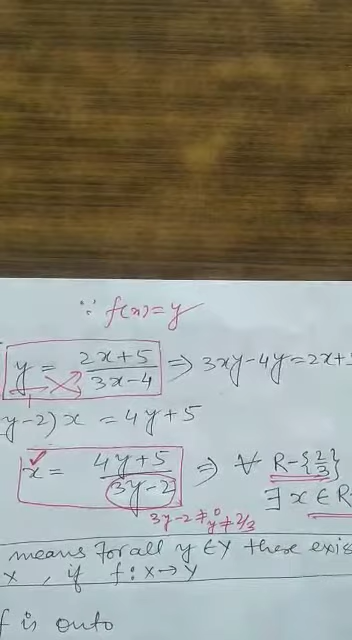 ∵ f(x)=y
y = 2x+5/3x-4 ⇒ 3xy-4y=2x+5
y-2)x = 4y+5
x = 4y+5/3y-2 ⇒ ∀ R-{2/3}
3y-2≠0 y≠2/3 ∃ x ∈ R
means for all y ∈ Y there exis
X, if f: X→Y
f is onto